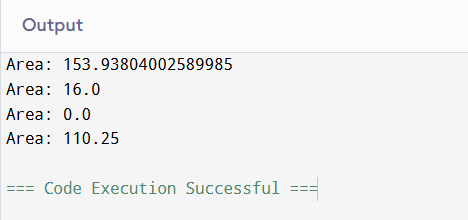 Output
Area: 153.93804002589985
Area: 16.0
Area: 0.0
Area: 110.25
=== Code Execution Successful ===